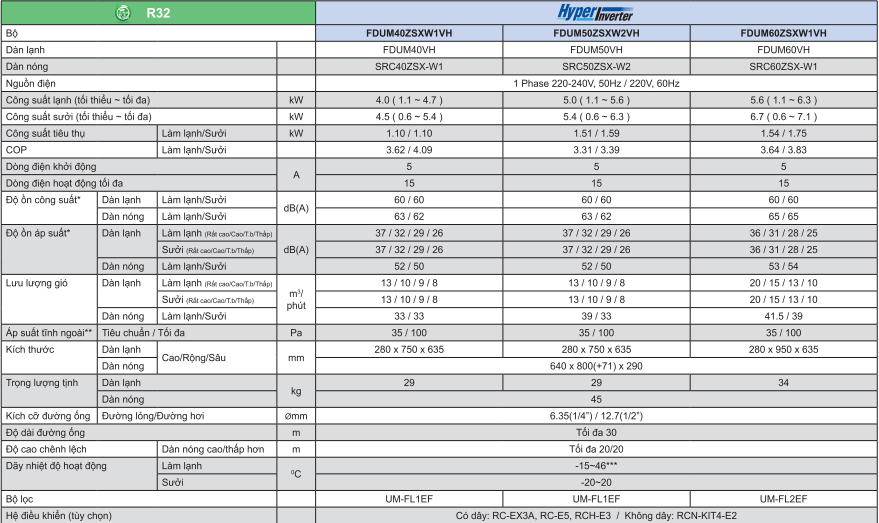 R32 Hyper Inverter
Bộ FDUM40ZSXW1VH FDUM50ZSXW2VH FDUM60ZSXW1VH
Dàn lạnh FDUM40VH FDUM50VH FDUM60VH
Dàn nóng SRC40ZSX-W1 SRC50ZSX-W2 SRC60ZSX-W1
Nguồn điện 1 Phase 220-240V, 50Hz / 220V, 60Hz
Công suất lạnh (tối thiểu ~ tối đa) kW 4.0 ( 1.1 ~ 4.7 ) 5.0 ( 1.1 ~ 5.6 ) 5.6 ( 1.1 ~ 6.3 )
Công suất sưởi (tối thiểu ~ tối đa) kW 4.5 ( 0.6 ~ 5.4 ) 5.4 ( 0.6 ~ 6.3 ) 6.7 ( 0.6 ~ 7.1 )
Công suất tiêu thụ Làm lạnh/Sưởi kW 1.10 / 1.10 1.51 / 1.59 1.54 / 1.75
COP Làm lạnh/Sưởi 3.62 / 4.09 3.31 / 3.39 3.64 / 3.83
Dòng điện khởi động A 5 5 5
Dòng điện hoạt động tối đa 15 15 15
Độ ồn công suất* Dàn lạnh Làm lạnh/Sưởi dB(A) 60 / 60 60 / 60 60 / 60
Dàn nóng Làm lạnh/Sưởi 63 / 62 63 / 62 65 / 65
Độ ồn áp suất* Dàn lạnh Làm lạnh (Rất cao/Cao/T.b/Thấp) dB(A) 37 / 32 / 29 / 26 37 / 32 / 29 / 26 36 / 31 / 28 / 25
Sưởi (Rất cao/Cao/T.b/Thấp) 37 / 32 / 29 / 26 37 / 32 / 29 / 26 36 / 31 / 28 / 25
Dàn nóng Làm lạnh/Sưởi 52 / 50 52 / 50 53 / 54
Lưu lượng gió Dàn lạnh Làm lạnh (Rất cao/Cao/T.b/Thấp) m³/phút 13 / 10 / 9 / 8 13 / 10 / 9 / 8 20 / 15 / 13 / 10
Sưởi (Rất cao/Cao/T.b/Thấp) 13 / 10 / 9 / 8 13 / 10 / 9 / 8 20 / 15 / 13 / 10
Dàn nóng Làm lạnh/Sưởi 33 / 33 39 / 33 41.5 / 39
Áp suất tĩnh ngoài** Tiêu chuẩn / Tối đa Pa 35 / 100 35 / 100 35 / 100
Kích thước Dàn lạnh Cao/Rộng/Sâu mm 280 x 750 x 635 280 x 750 x 635 280 x 950 x 635
Dàn nóng 640 x 800(+71) x 290
Trọng lượng tịnh Dàn lạnh kg 29 29 34
Dàn nóng 45
Kích cỡ đường ống Đường lỏng/Đường hơi Ømm 6.35(1/4”) / 12.7(1/2”)
Độ dài đường ống m Tối đa 30
Độ cao chênh lệch Dàn nóng cao/thấp hơn m Tối đa 20/20
Dãy nhiệt độ hoạt động Làm lạnh ⁰C -15~46***
Sưởi -20~20
Bộ lọc UM-FL1EF UM-FL1EF UM-FL2EF
Hệ điều khiển (tùy chọn) Có dây: RC-EX3A, RC-E5, RCH-E3 / Không dây: RCN-KIT4-E2